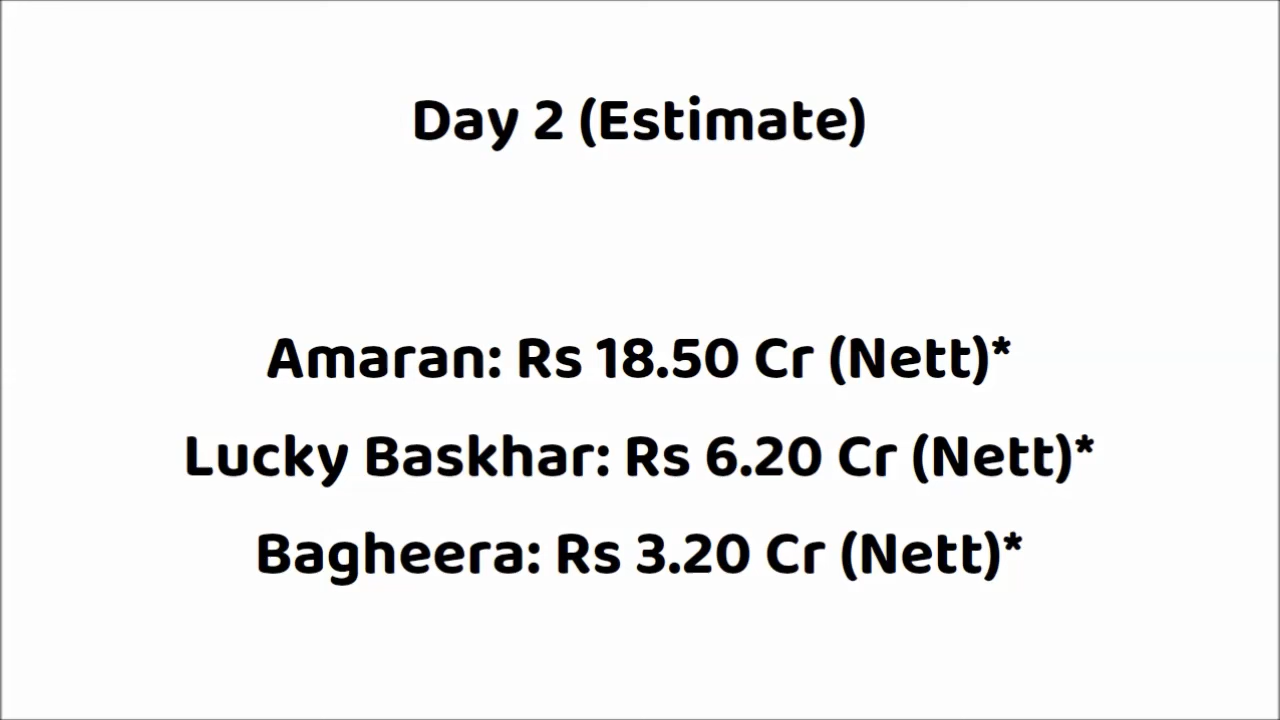 Day 2 (Estimate)
Amaran: Rs 18.50 Cr (Nett)*
Lucky Baskhar: Rs 6.20 Cr (Nett)*
Bagheera: Rs 3.20 Cr (Nett)*